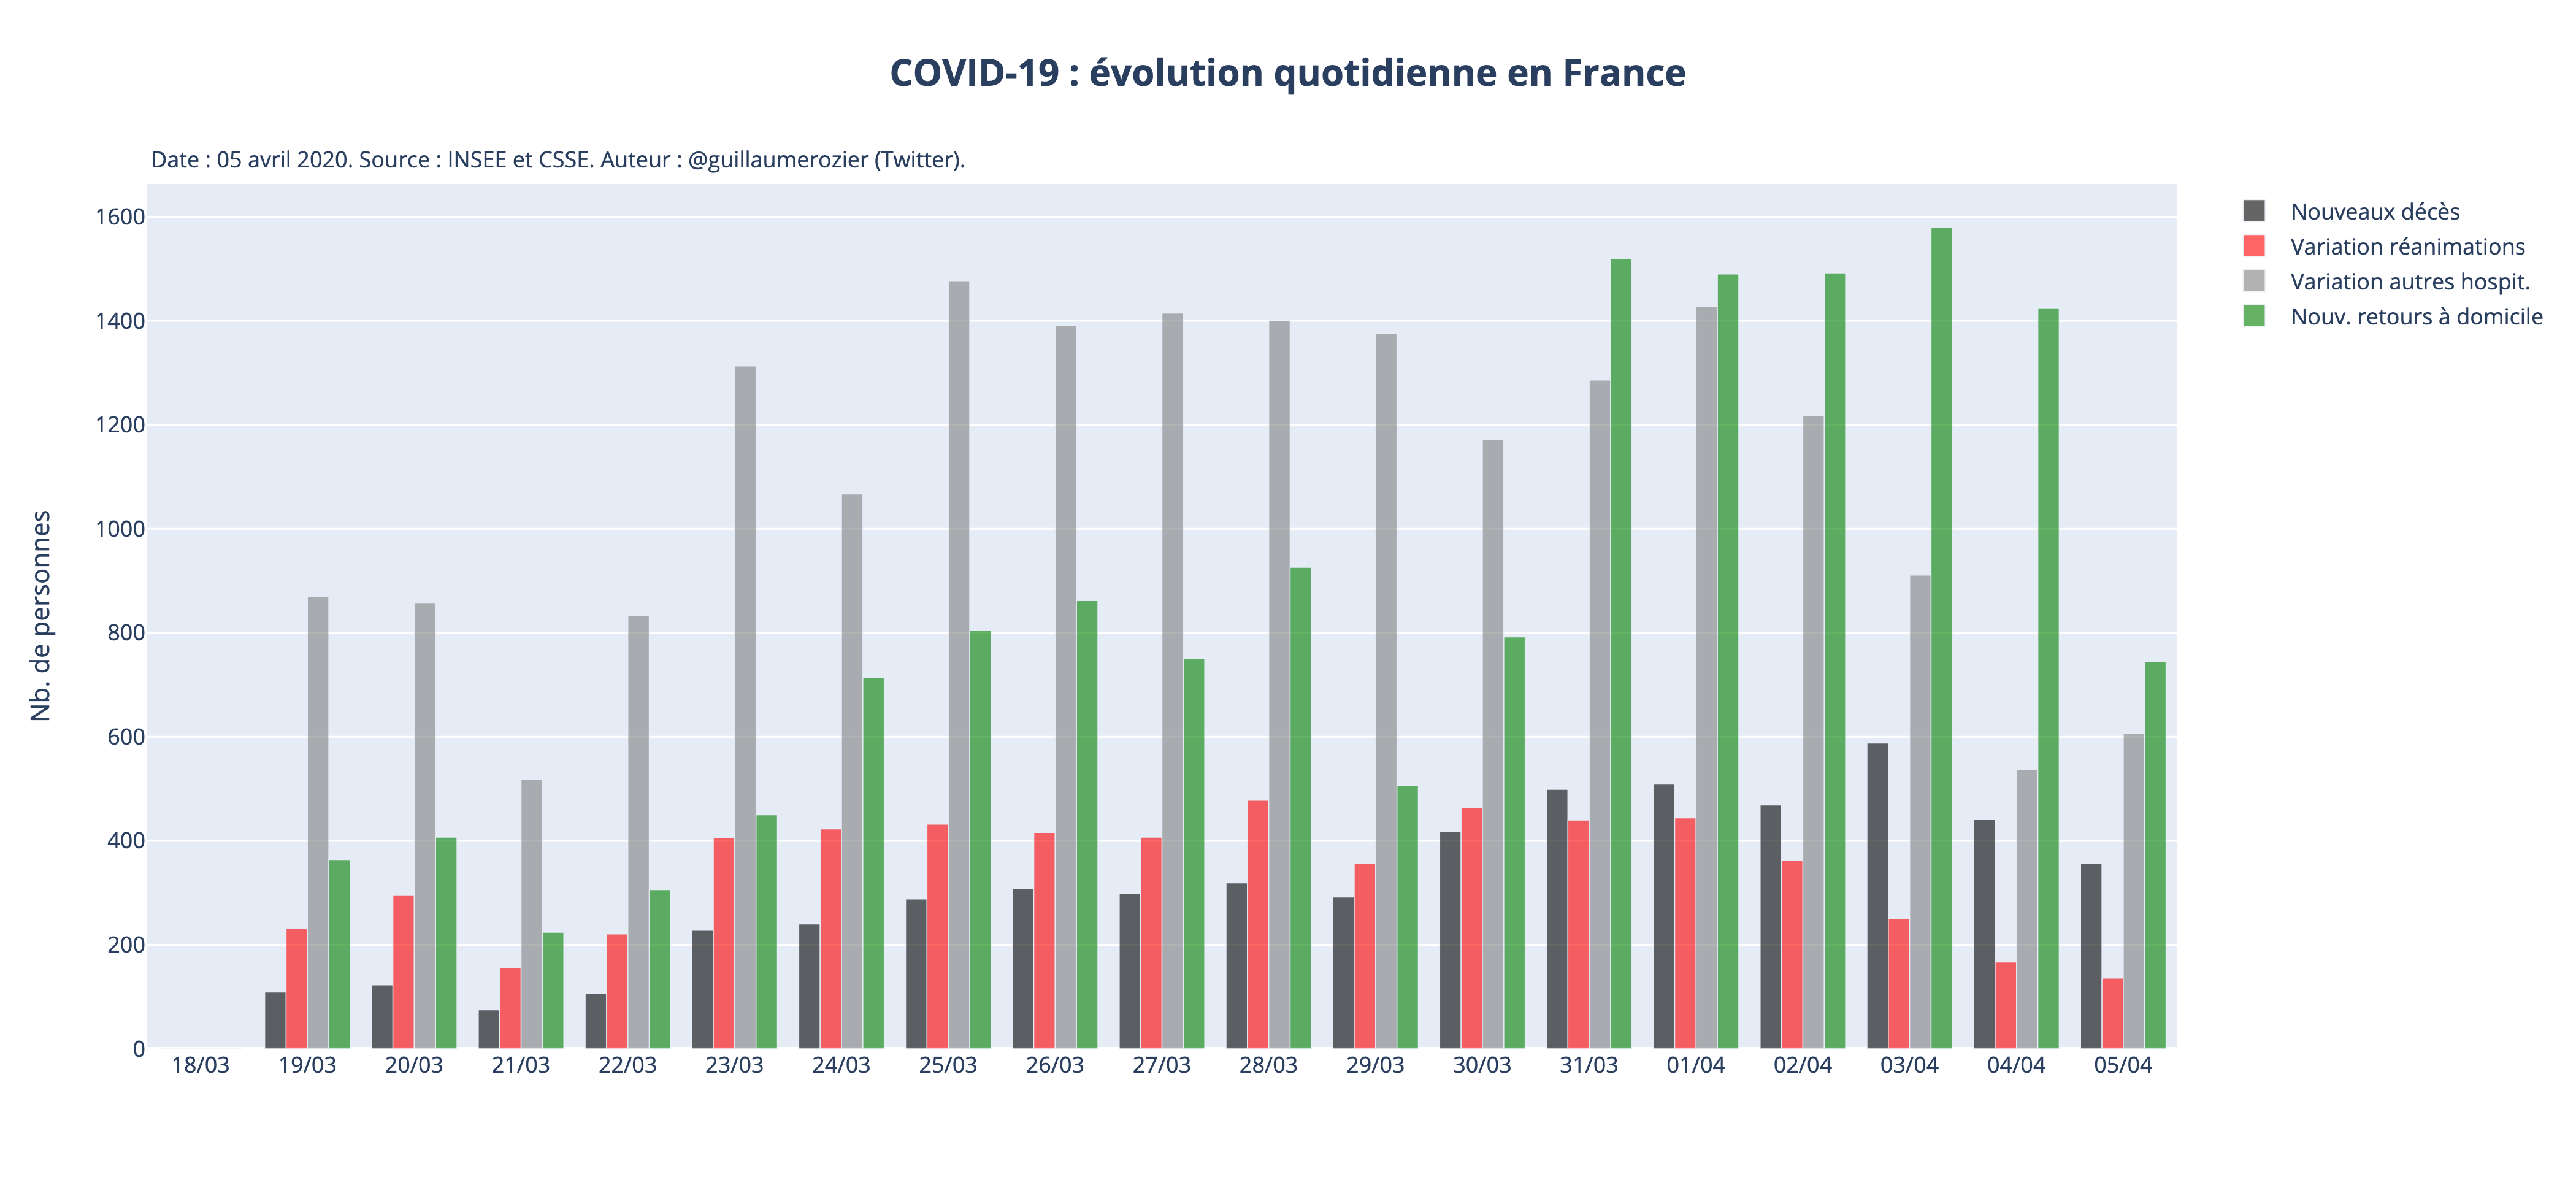 COVID-19 : évolution quotidienne en France
Date : 05 avril 2020. Source : INSEE et CSSE. Auteur : @guillaumerozier (Twitter).
Nouveaux décès
Variation réanimations
Variation autres hospit.
Nouv. retours à domicile
Nb. de personnes
1600
1400
1200
1000
800
600
400
200
0
18/03 19/03 20/03 21/03 22/03 23/03 24/03 25/03 26/03 27/03 28/03 29/03 30/03 31/03 01/04 02/04 03/04 04/04 05/04